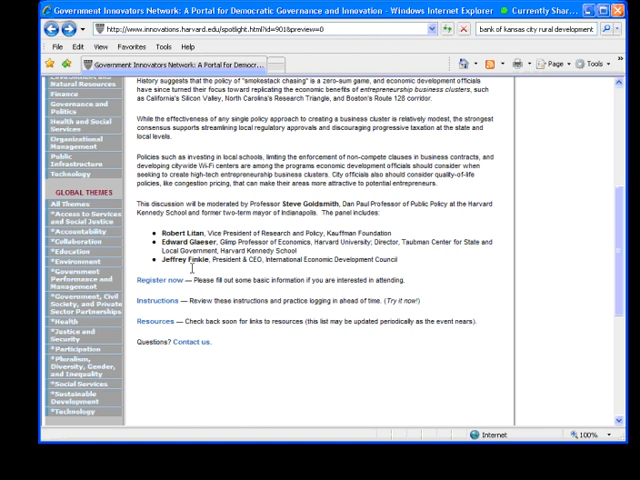 Government Innovators Network: A Portal for Democratic Governance and Innovation - Windows Internet Explorer
Currently Shar...
http://www.innovations.harvard.edu/spotlight.html?id=901&preview=0
bank of kansas city rural development
File Edit View Favorites Tools Help
Government Innovators Network: A Portal for Democr...
Page Tools
Environment and
Natural Resources
Finance
Governance and
Politics
Health and Social
Services
Organizational
Management
Public
Infrastructure
Technology
GLOBAL THEMES
All Themes
*Access to Services
and Social Justice
*Accountability
*Collaboration
*Education
*Environment
*Government
Performance and
Management
*Government, Civil
Society, and Private
Sector Partnerships
*Health
*Justice and
Security
*Participation
*Pluralism,
Diversity, Gender,
and Inequality
*Social Services
*Sustainable
Development
*Technology
History suggests that the policy of "smokestack chasing" is a zero-sum game, and economic development officials
have since turned their focus toward replicating the economic benefits of entrepreneurship business clusters, such
as California's Silicon Valley, North Carolina's Research Triangle, and Boston's Route 128 corridor.
While the effectiveness of any single policy approach to creating a business cluster is relatively modest, the strongest
consensus supports streamlining local regulatory approvals and discouraging progressive taxation at the state and
local levels.
Policies such as investing in local schools, limiting the enforcement of non-compete clauses in business contracts, and
developing citywide Wi-Fi centers are among the programs economic development officials should consider when
seeking to create high-tech entrepreneurship business clusters. City officials also should consider quality-of-life
policies, like congestion pricing, that can make their areas more attractive to potential entrepreneurs.
This discussion will be moderated by Professor Steve Goldsmith, Dan Paul Professor of Public Policy at the Harvard
Kennedy School and former two-term mayor of Indianapolis. The panel includes:
• Robert Litan, Vice President of Research and Policy, Kauffman Foundation
• Edward Glaeser, Glimp Professor of Economics, Harvard University; Director, Taubman Center for State and
Local Government, Harvard Kennedy School
• Jeffrey Finkle, President & CEO, International Economic Development Council
Register now — Please fill out some basic information if you are interested in attending.
Instructions — Review these instructions and practice logging in ahead of time. (Try it now!)
Resources — Check back soon for links to resources (this list may be updated periodically as the event nears).
Questions? Contact us.
Internet
100%